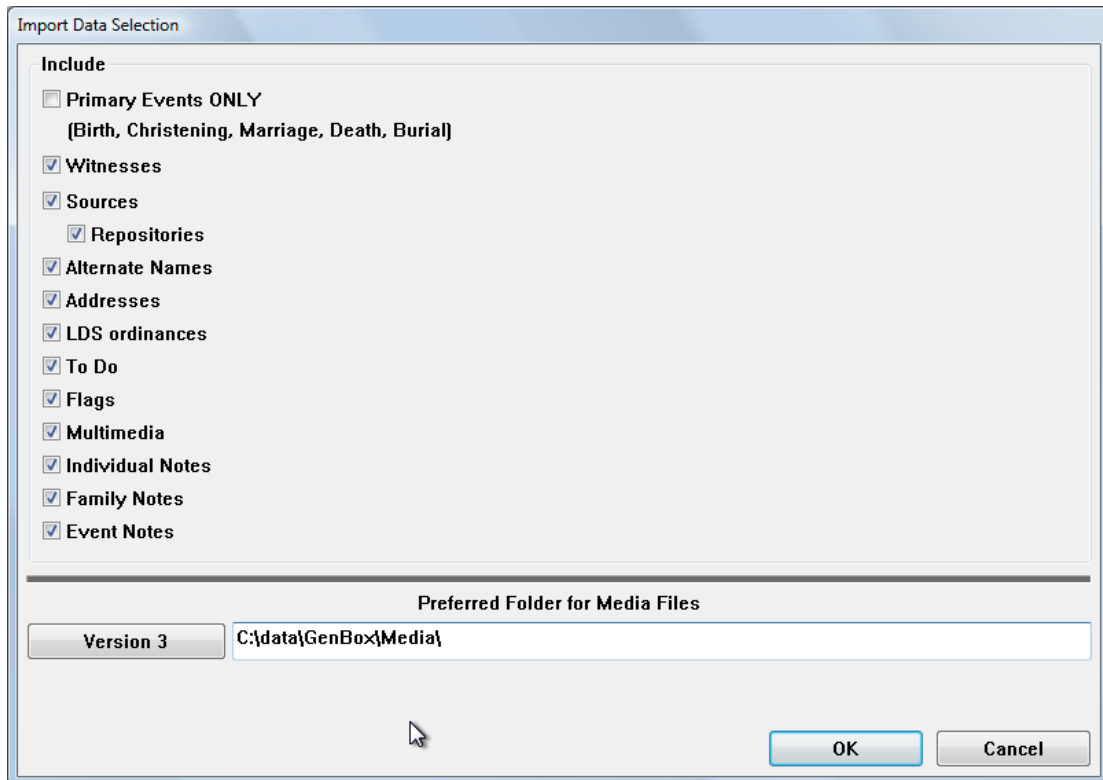 Import Data Selection
Include
Primary Events ONLY
(Birth, Christening, Marriage, Death, Burial)
Witnesses
Sources
Repositories
Alternate Names
Addresses
LDS ordinances
To Do
Flags
Multimedia
Individual Notes
Family Notes
Event Notes
Preferred Folder for Media Files
Version 3 C:\data\GenBox\Media\
OK Cancel